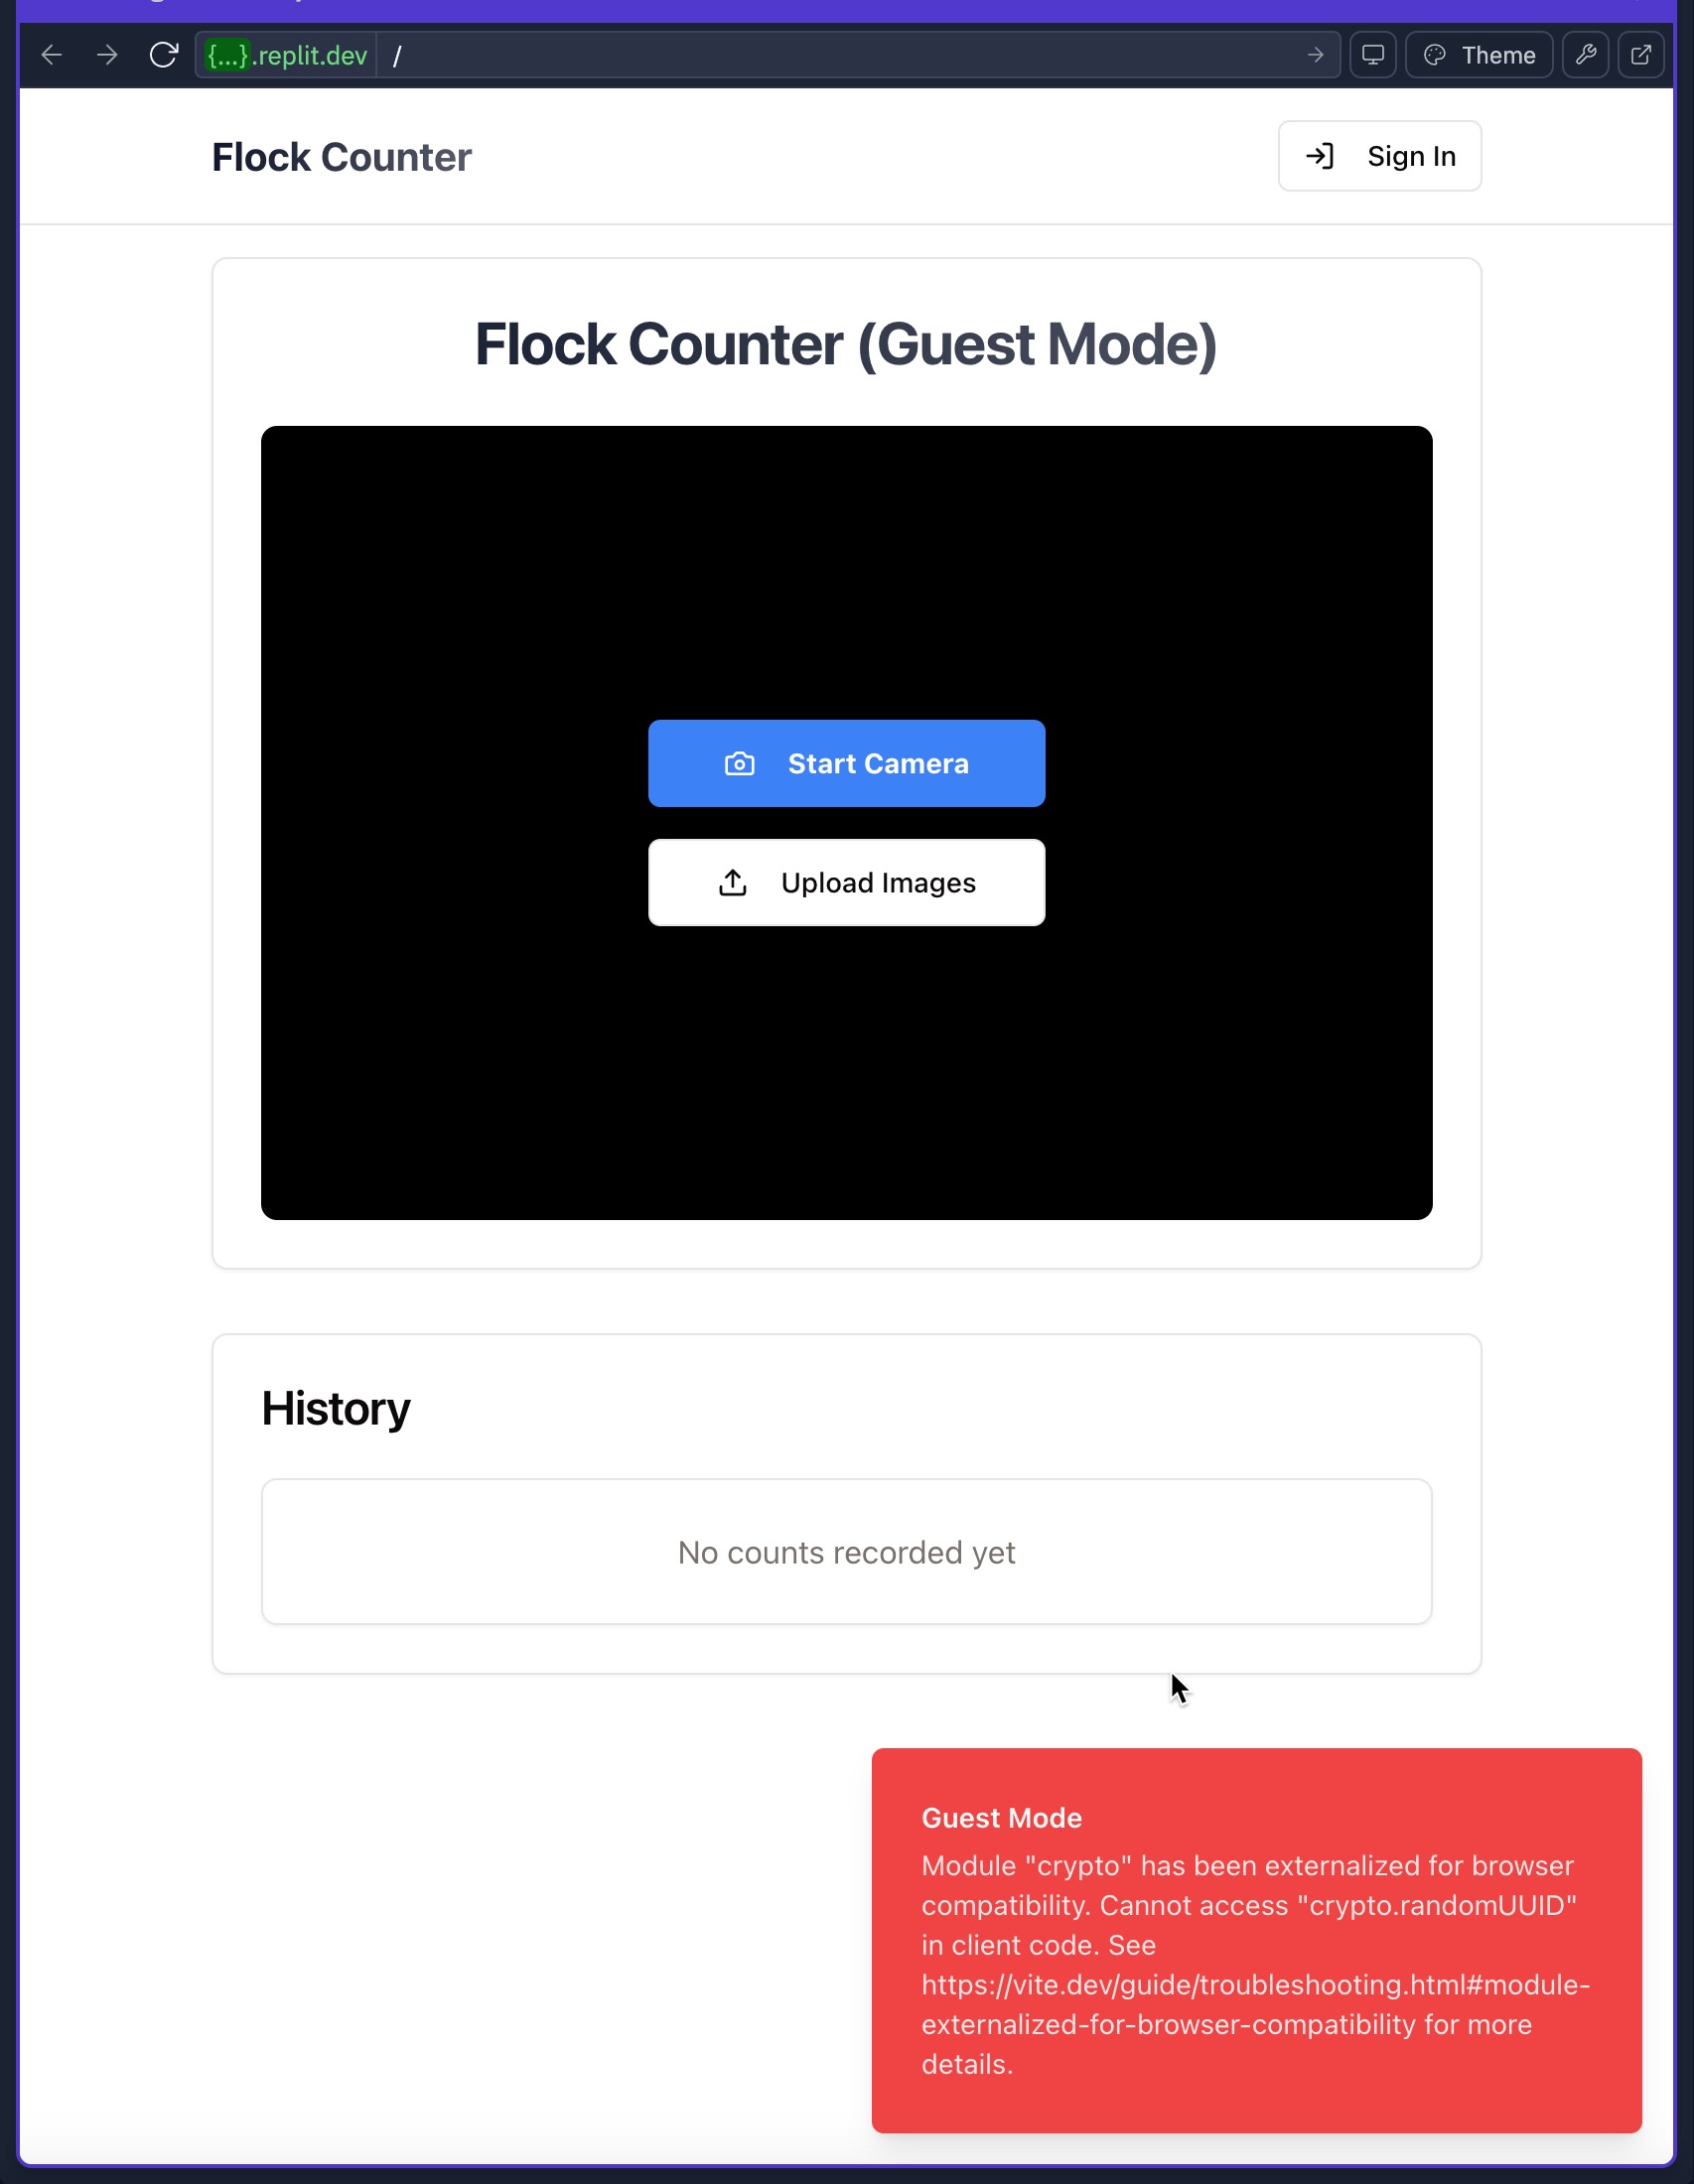 {...}.replit.dev /
Theme
Flock Counter
Sign In
Flock Counter (Guest Mode)
Start Camera
Upload Images
History
No counts recorded yet
Guest Mode
Module "crypto" has been externalized for browser
compatibility. Cannot access "crypto.randomUUID"
in client code. See
https://vite.dev/guide/troubleshooting.html#module-
externalized-for-browser-compatibility for more
details.